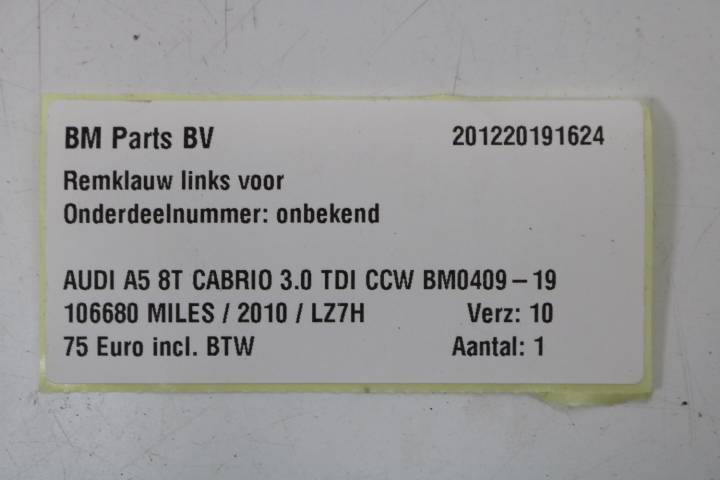 BM Parts BV 201220191624
Remklauw links voor
Onderdeelnummer: onbekend
AUDI A5 8T CABRIO 3.0 TDI CCW BM0409 – 19
106680 MILES / 2010 / LZ7H Verz: 10
75 Euro incl. BTW Aantal: 1